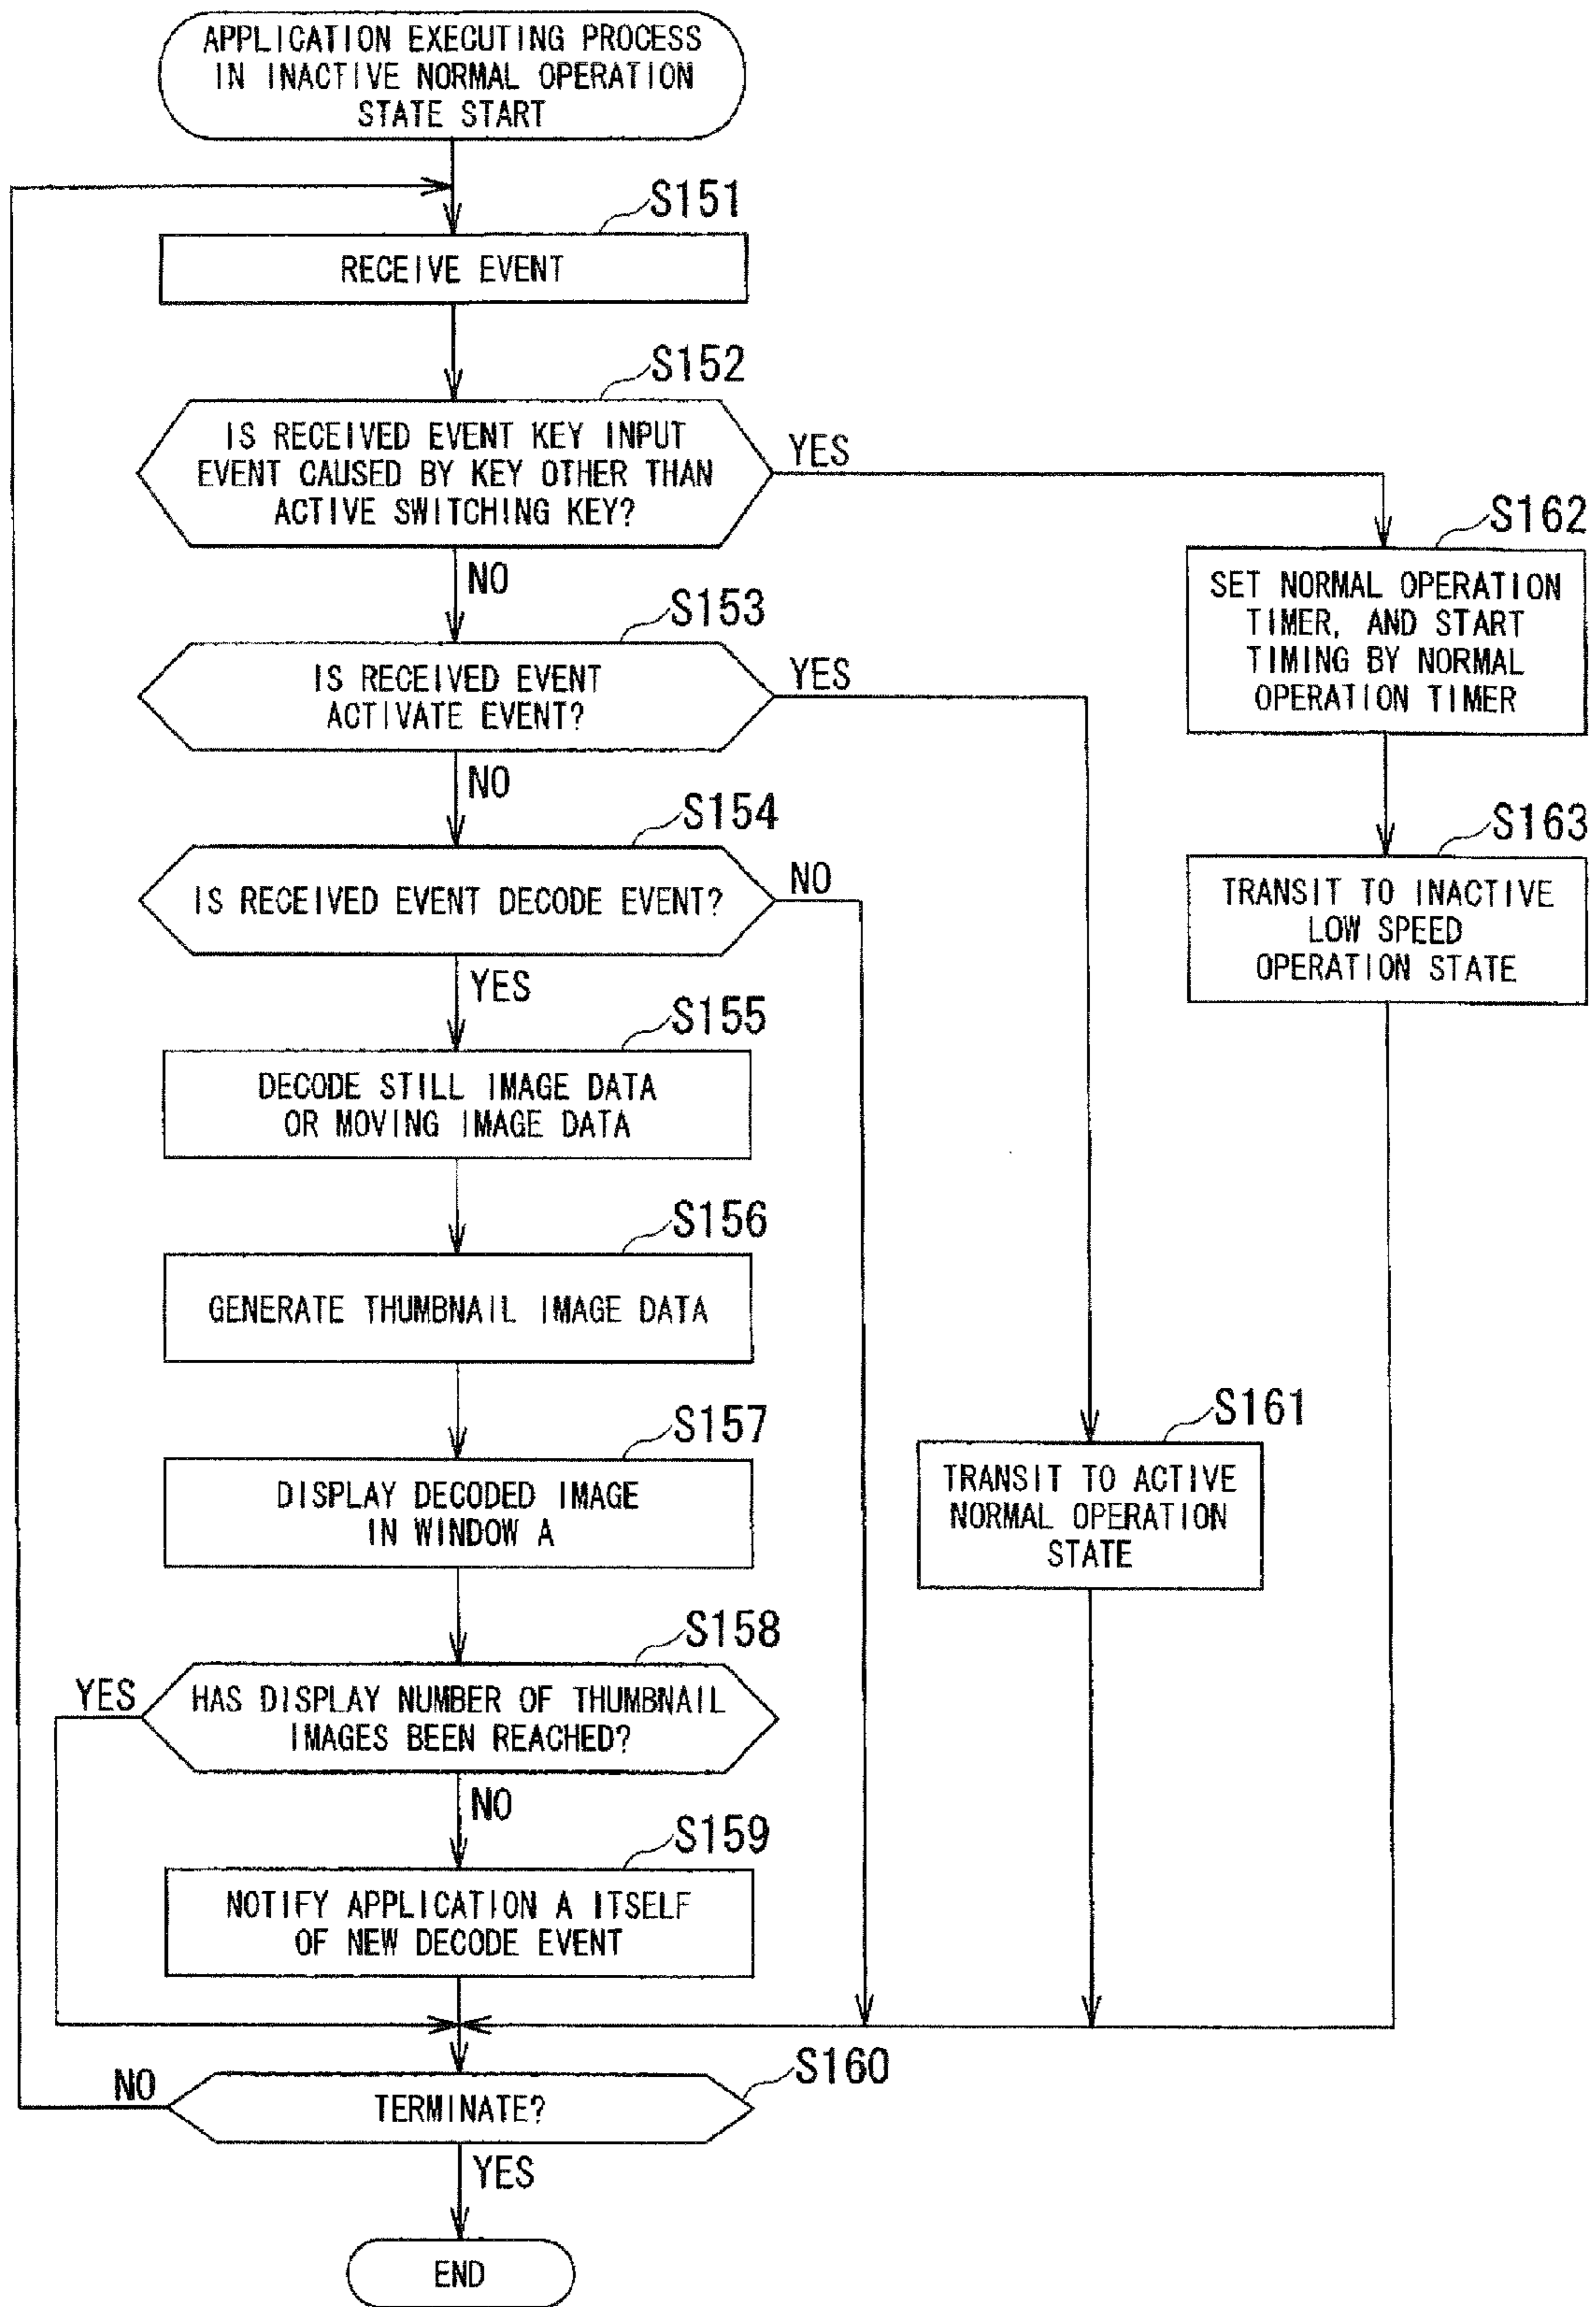 APPLICATION EXECUTING PROCESS
IN INACTIVE NORMAL OPERATION
STATE START
S151
RECEIVE EVENT
S152
IS RECEIVED EVENT KEY INPUT
EVENT CAUSED BY KEY OTHER THAN
ACTIVE SWITCHING KEY?
YES
NO
S162
SET NORMAL OPERATION
TIMER, AND START
TIMING BY NORMAL
OPERATION TIMER
S153
IS RECEIVED EVENT
ACTIVATE EVENT?
YES
NO
S163
TRANSIT TO INACTIVE
LOW SPEED
OPERATION STATE
S154
IS RECEIVED EVENT DECODE EVENT?
NO
YES
S155
DECODE STILL IMAGE DATA
OR MOVING IMAGE DATA
S156
GENERATE THUMBNAIL IMAGE DATA
S157
DISPLAY DECODED IMAGE
IN WINDOW A
S161
TRANSIT TO ACTIVE
NORMAL OPERATION
STATE
S158
YES
HAS DISPLAY NUMBER OF THUMBNAIL
IMAGES BEEN REACHED?
NO
S159
NOTIFY APPLICATION A ITSELF
OF NEW DECODE EVENT
S160
NO
TERMINATE?
YES
END